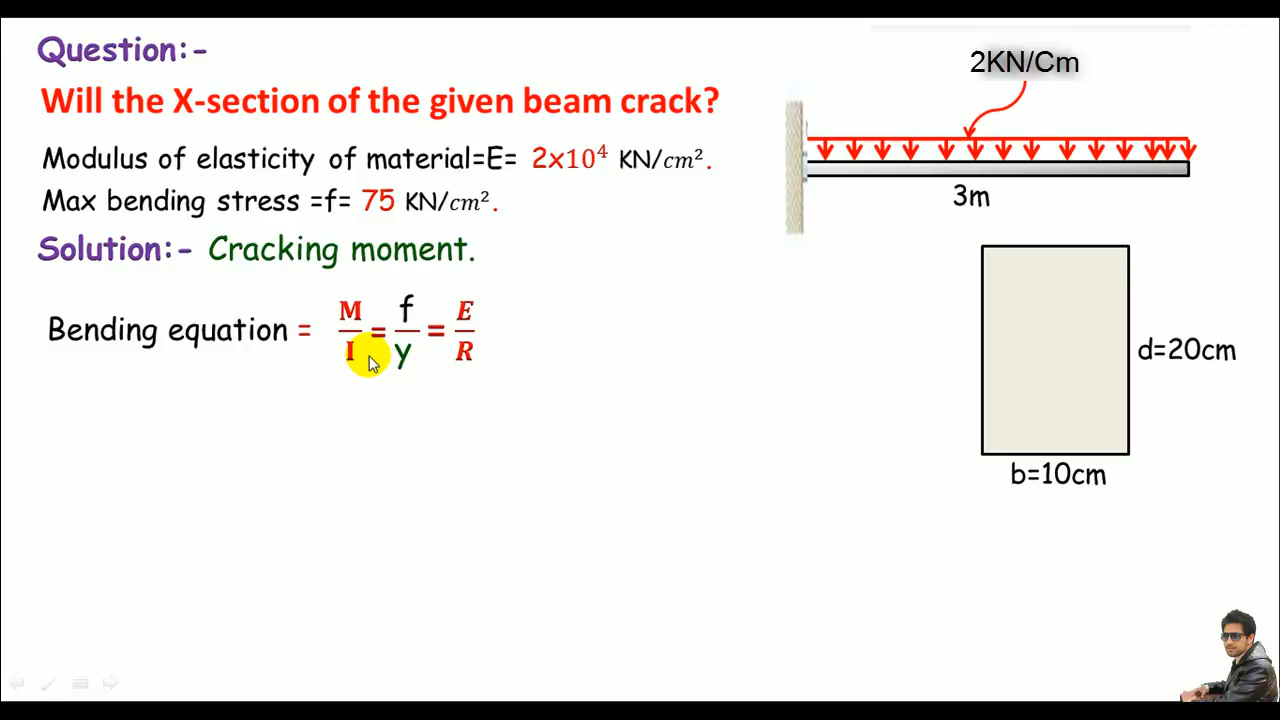 Question:-
Will the X-section of the given beam crack?
Modulus of elasticity of material=E= 2x10⁴ KN/cm².
Max bending stress =f= 75 KN/cm².
Solution:- Cracking moment.
Bending equation = M/I = f/y = E/R
2KN/Cm
3m
d=20cm
b=10cm